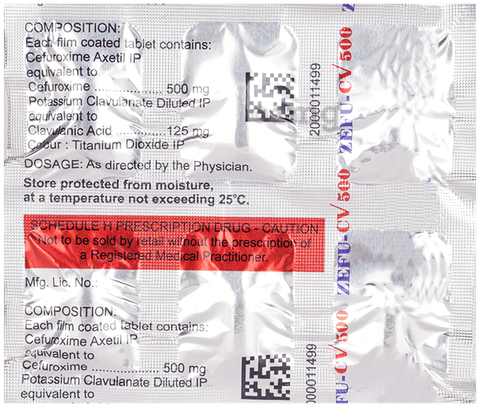 COMPOSITION:
Each film coated tablet contains:
Cefuroxime Axetil IP
equivalent to
Cefuroxime .................. 500 mg
Potassium Clavulanate Diluted IP
equivalent to
Clavulanic Acid .................. 125 mg
Colour : Titanium Dioxide IP
DOSAGE: As directed by the Physician.
Store protected from moisture,
at a temperature not exceeding 25°C.
SCHEDULE H PRESCRIPTION DRUG - CAUTION
Not to be sold by retail without the prescription of
a Registered Medical Practitioner.
Mfg. Lic. No.:
COMPOSITION:
Each film coated tablet contains:
Cefuroxime Axetil IP
equivalent to
Cefuroxime .................. 500 mg
Potassium Clavulanate Diluted IP
2000011499
00011499
ZEFU-CV 500
ZEFU-CV 500
EFU-CV 500